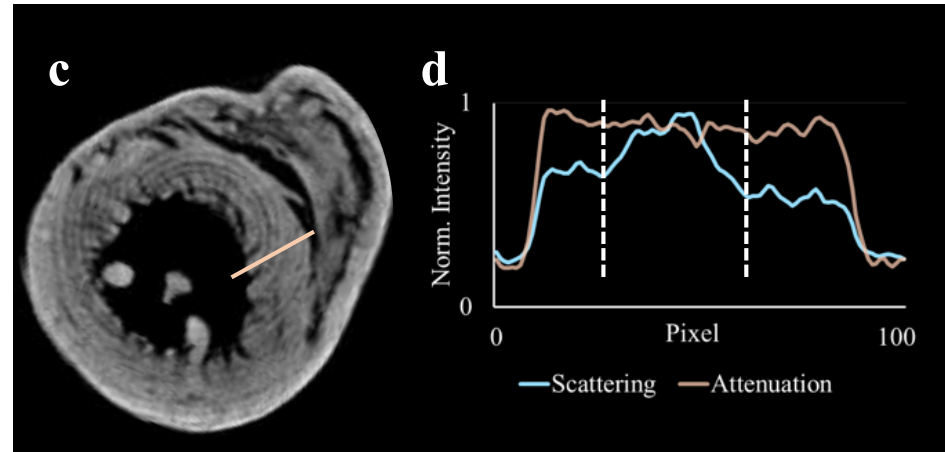 c
d
1
Norm. Intensity
0
0
Pixel
100
Scattering
Attenuation